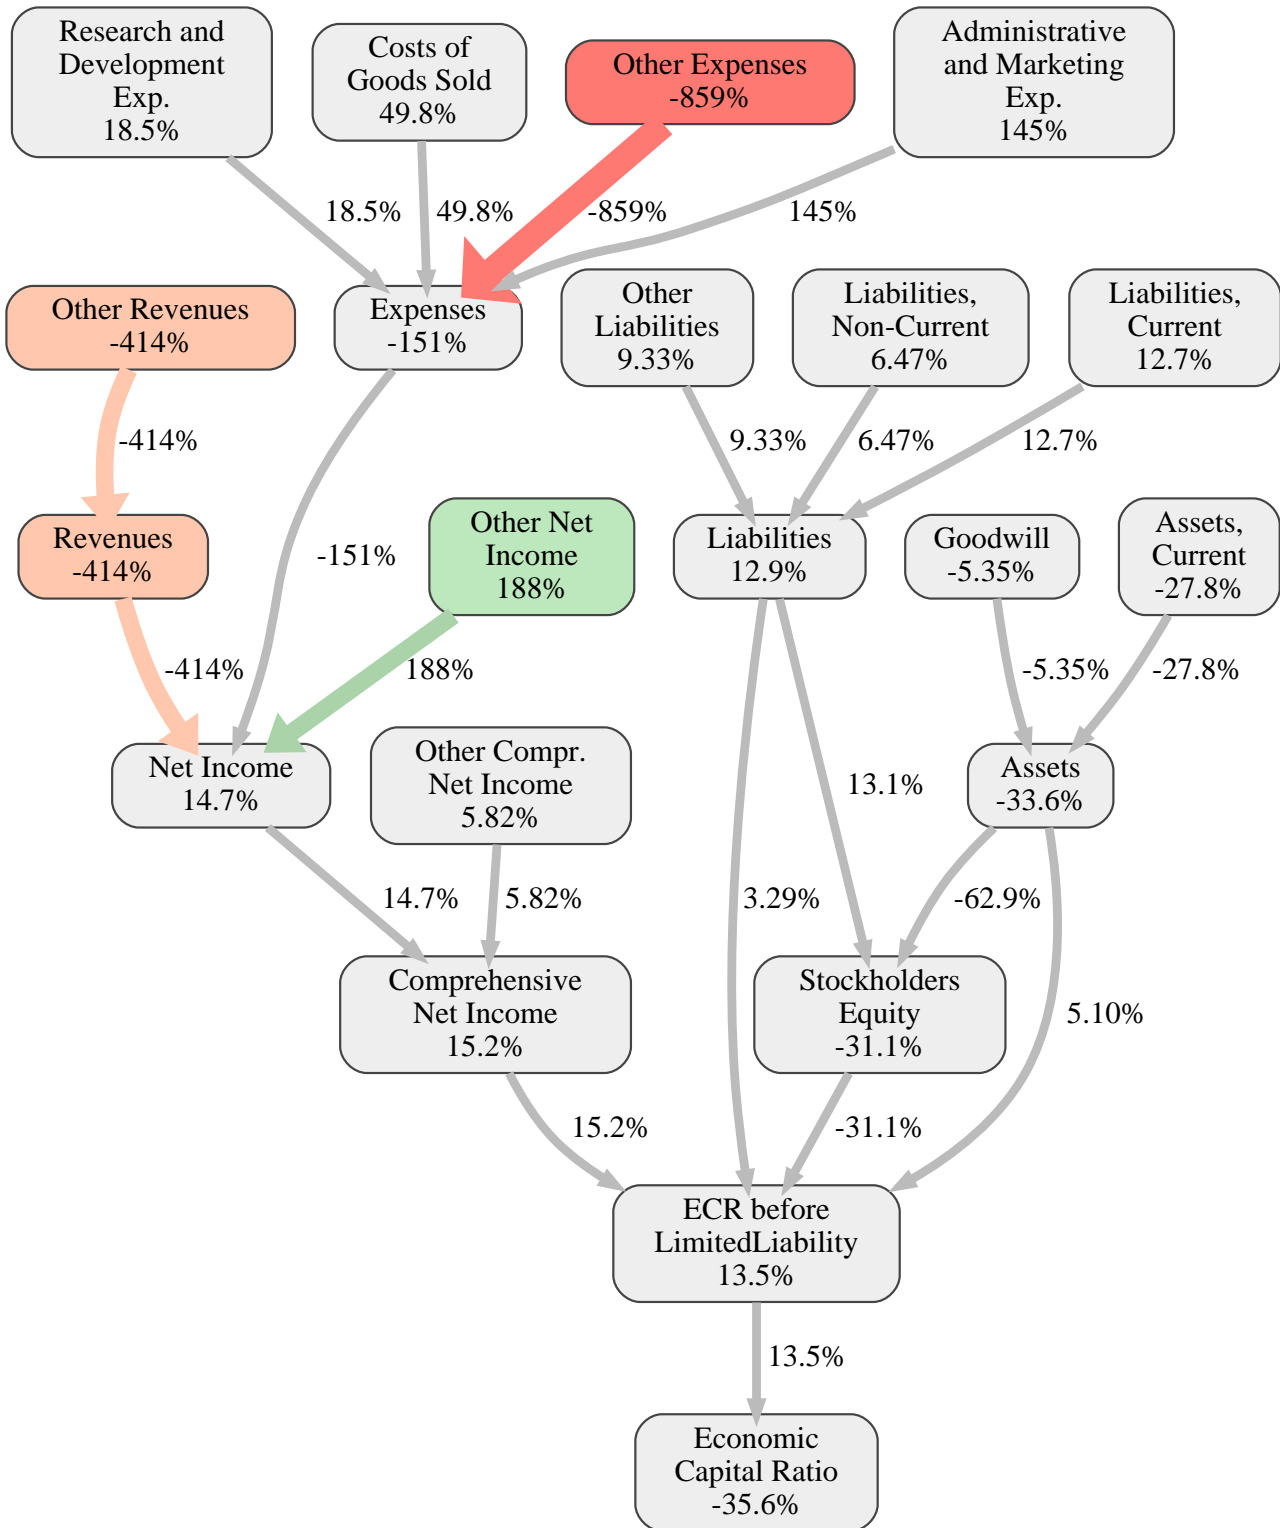 Research and
Development
Exp.
18.5%
Costs of
Goods Sold
49.8%
Other Expenses
-859%
Administrative
and Marketing
Exp.
145%
18.5%
49.8%
-859%
145%
Other Revenues
-414%
Expenses
-151%
Other
Liabilities
9.33%
Liabilities,
Non-Current
6.47%
Liabilities,
Current
12.7%
-414%
9.33%
6.47%
12.7%
Revenues
-414%
-151%
Other Net
Income
188%
Liabilities
12.9%
Goodwill
-5.35%
Assets,
Current
-27.8%
-414%
188%
-5.35%
-27.8%
Net Income
14.7%
Other Compr.
Net Income
5.82%
13.1%
Assets
-33.6%
14.7%
5.82%
3.29%
-62.9%
Comprehensive
Net Income
15.2%
Stockholders
Equity
-31.1%
5.10%
15.2%
-31.1%
ECR before
LimitedLiability
13.5%
13.5%
Economic
Capital Ratio
-35.6%